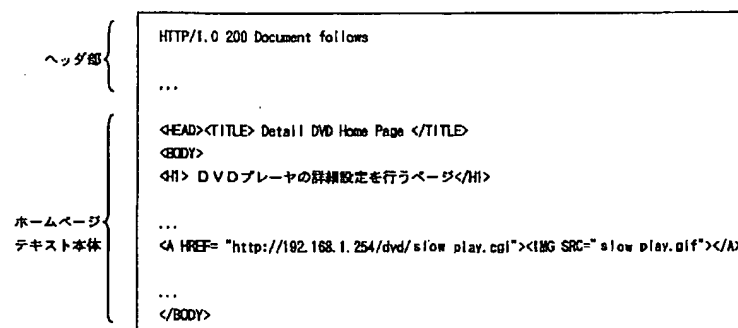 ヘッダ部
HTTP/1.0 200 Document follows
...
ホームページ
テキスト本体
<HEAD><TITLE> Detail DVD Home Page </TITLE>
<BODY>
<H1> DVDプレーヤの詳細設定を行うページ</H1>
...
<A HREF= "http://192.168.1.254/dvd/slow play.cgi"><IMG SRC="slow play.gif"></A>
...
</BODY>